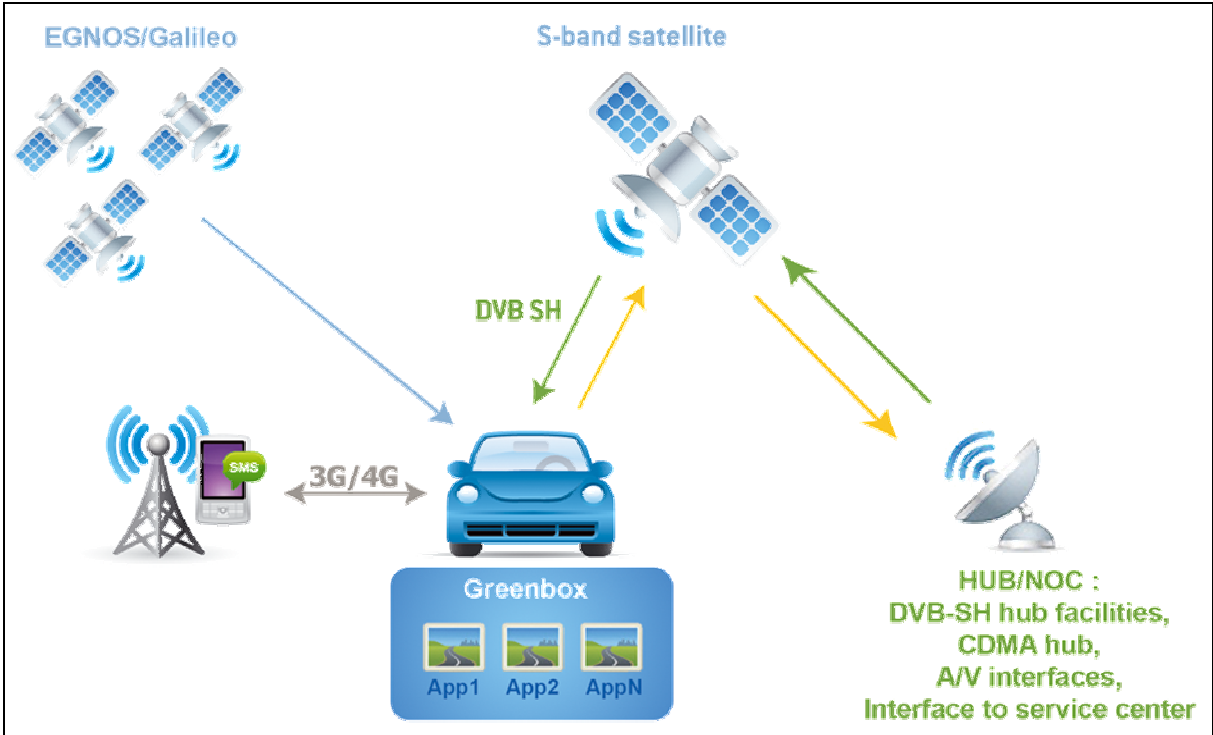 EGNOS/Galileo
S-band satellite
DVB SH
SMS
3G/4G
Greenbox
App1
App2
AppN
HUB/NOC :
DVB-SH hub facilities,
CDMA hub,
A/V interfaces,
Interface to service center